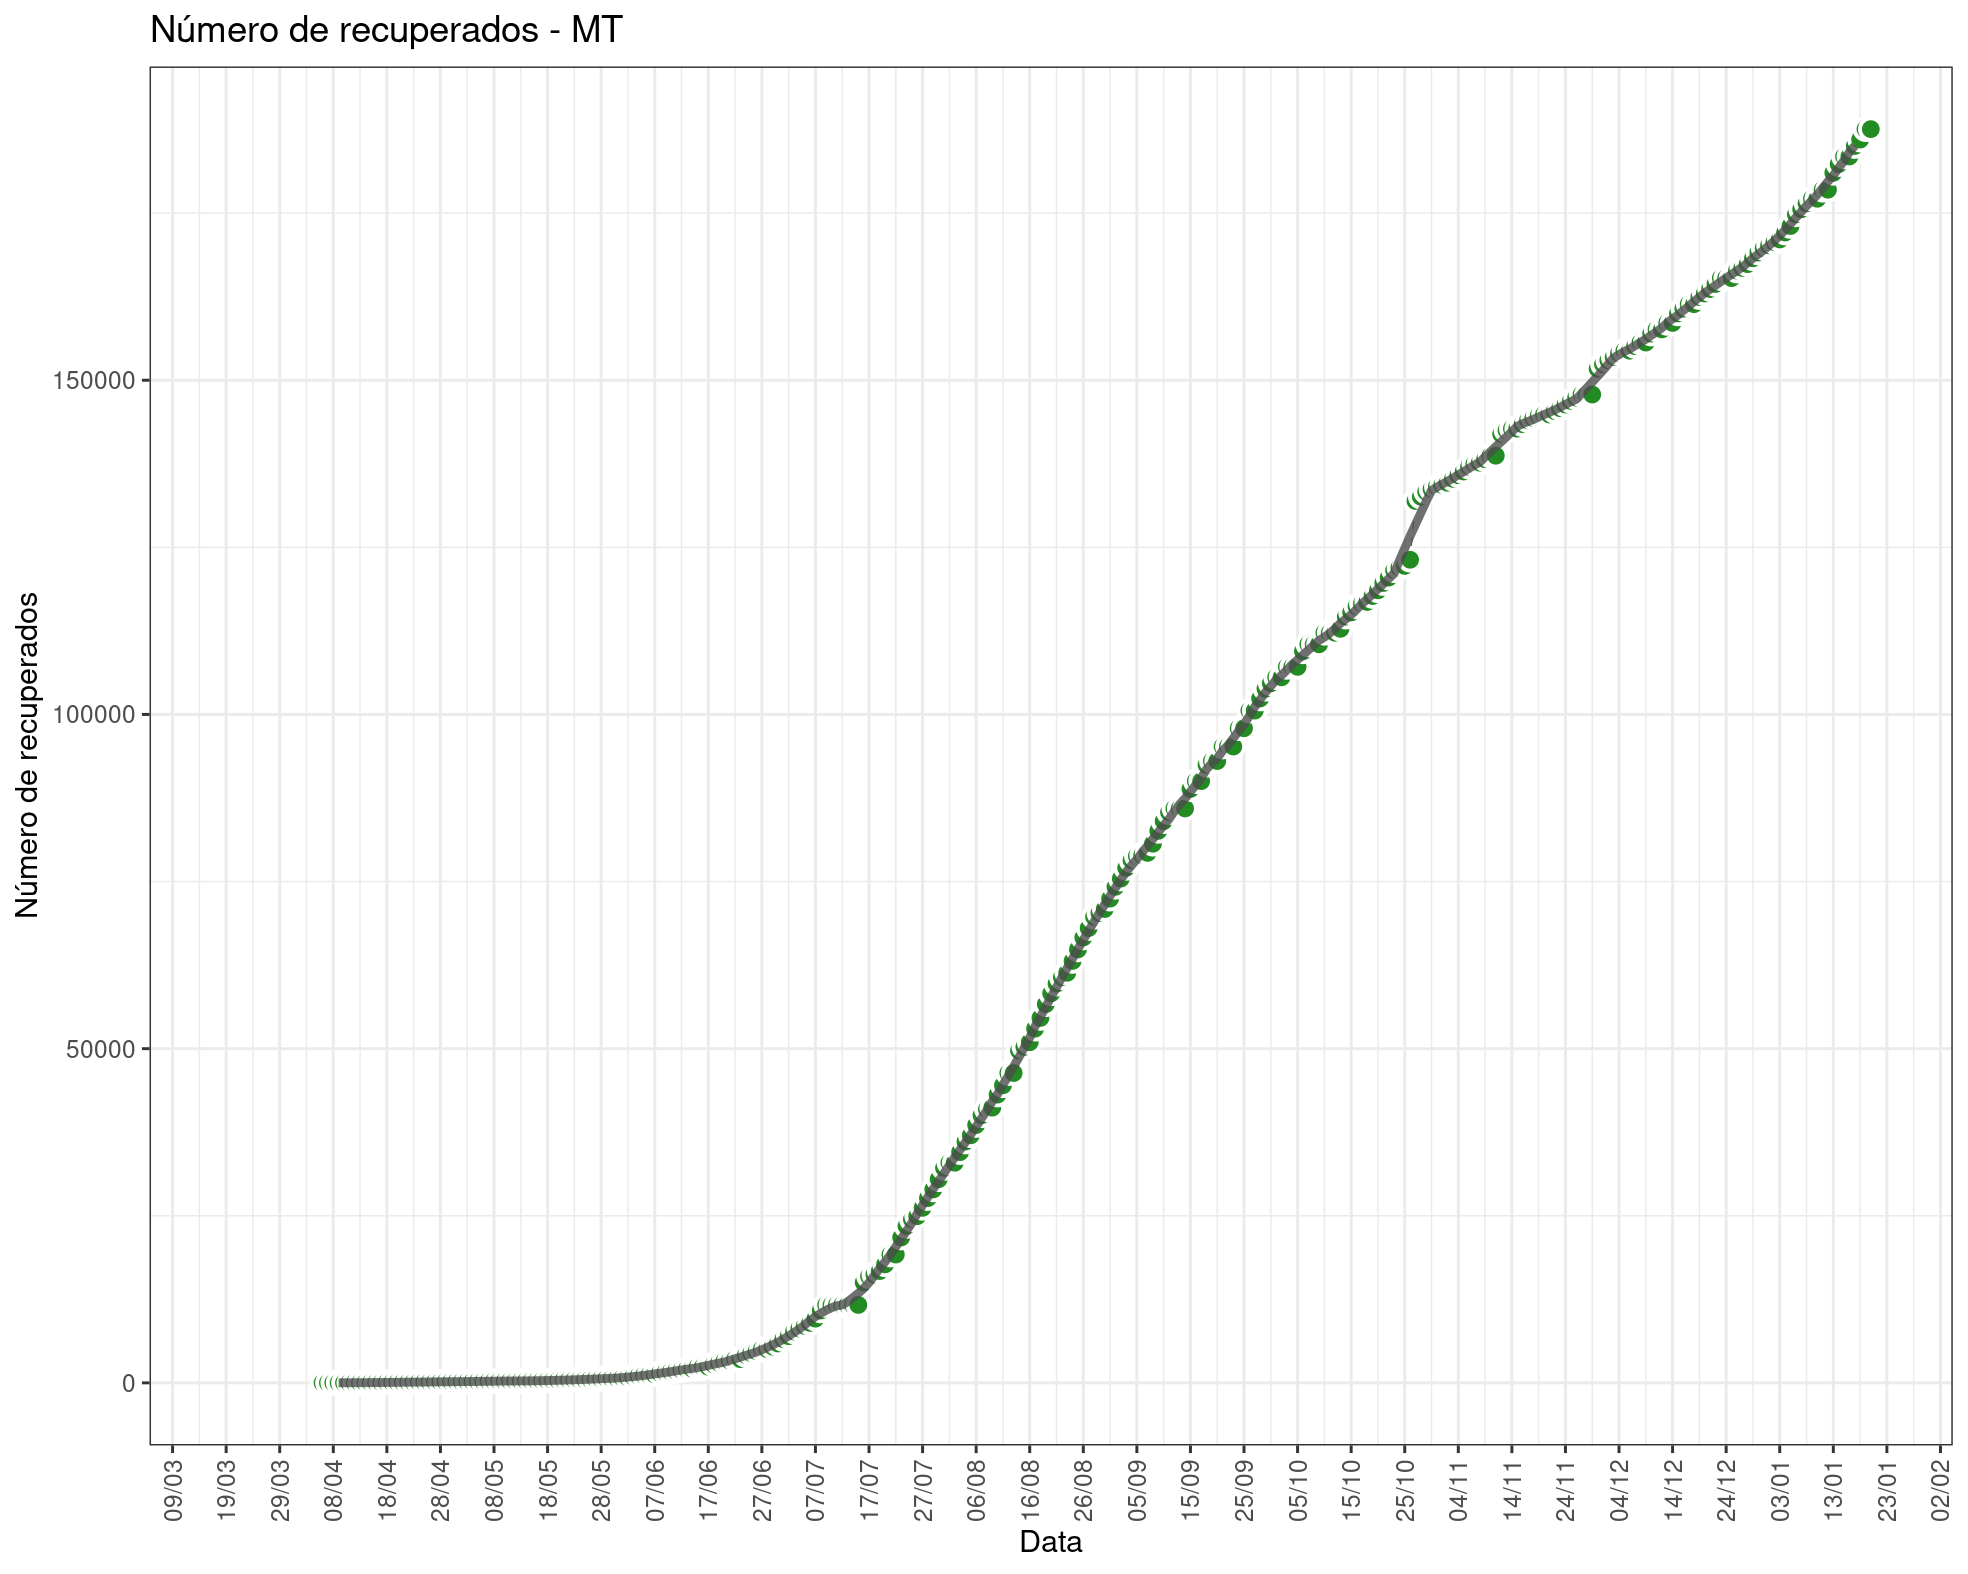 Número de recuperados - MT
Número de recuperados
150000
100000
50000
0
09/03 19/03 29/03 08/04 18/04 28/04 08/05 18/05 28/05 07/06 17/06 27/06 07/07 17/07 27/07 06/08 16/08 26/08 05/09 15/09 25/09 05/10 15/10 25/10 04/11 14/11 24/11 04/12 14/12 24/12 03/01 13/01 23/01 02/02
Data